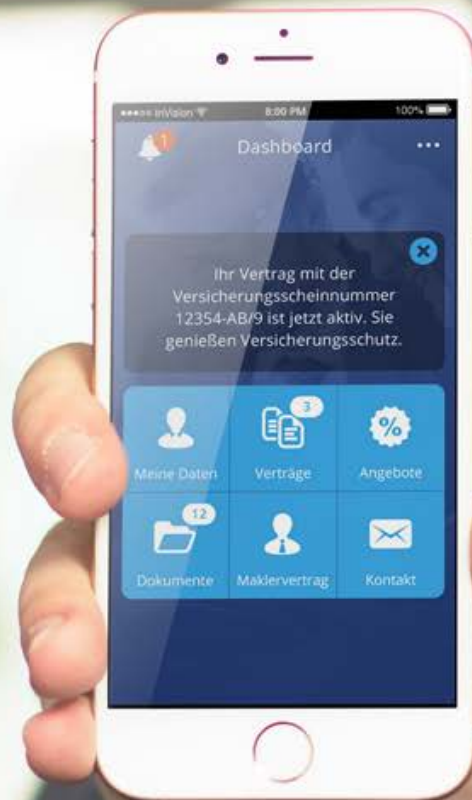 InVision 8:00 PM 100%
1 Dashboard
Ihr Vertrag mit der
Versicherungsscheinnummer
12354-AB/9 ist jetzt aktiv. Sie
genießen Versicherungsschutz.
3
Meine Daten Verträge Angebote
12
Dokumente Maklervertrag Kontakt